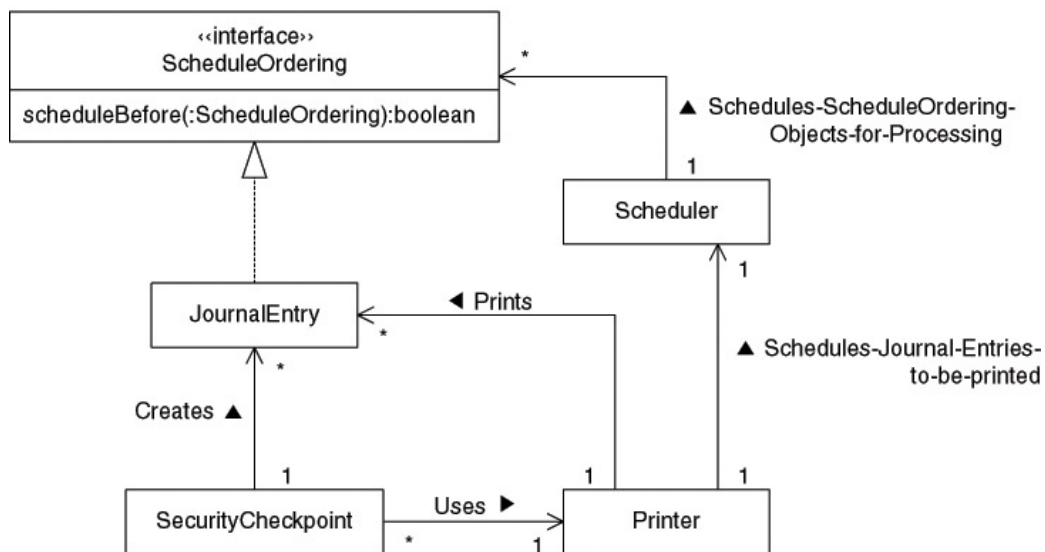 ‹‹interface››
ScheduleOrdering
scheduleBefore(:ScheduleOrdering):boolean
*
▲ Schedules-ScheduleOrdering-
Objects-for-Processing
1
Scheduler
1
JournalEntry
◀ Prints
*
*
▲ Schedules-Journal-Entries-
to-be-printed
Creates ▲
1
1
1
SecurityCheckpoint
Uses ▶
Printer
*
1